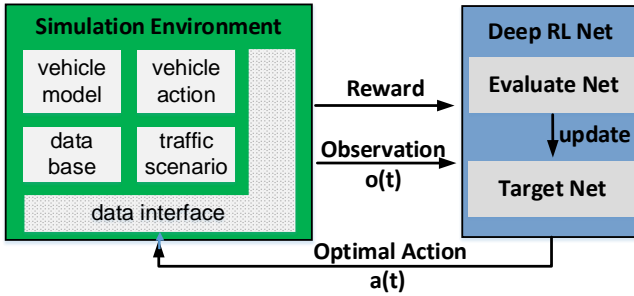 Simulation Environment
vehicle
model
vehicle
action
data
base
traffic
scenario
data interface
Reward
Observation
o(t)
Optimal Action
a(t)
Deep RL Net
Evaluate Net
update
Target Net